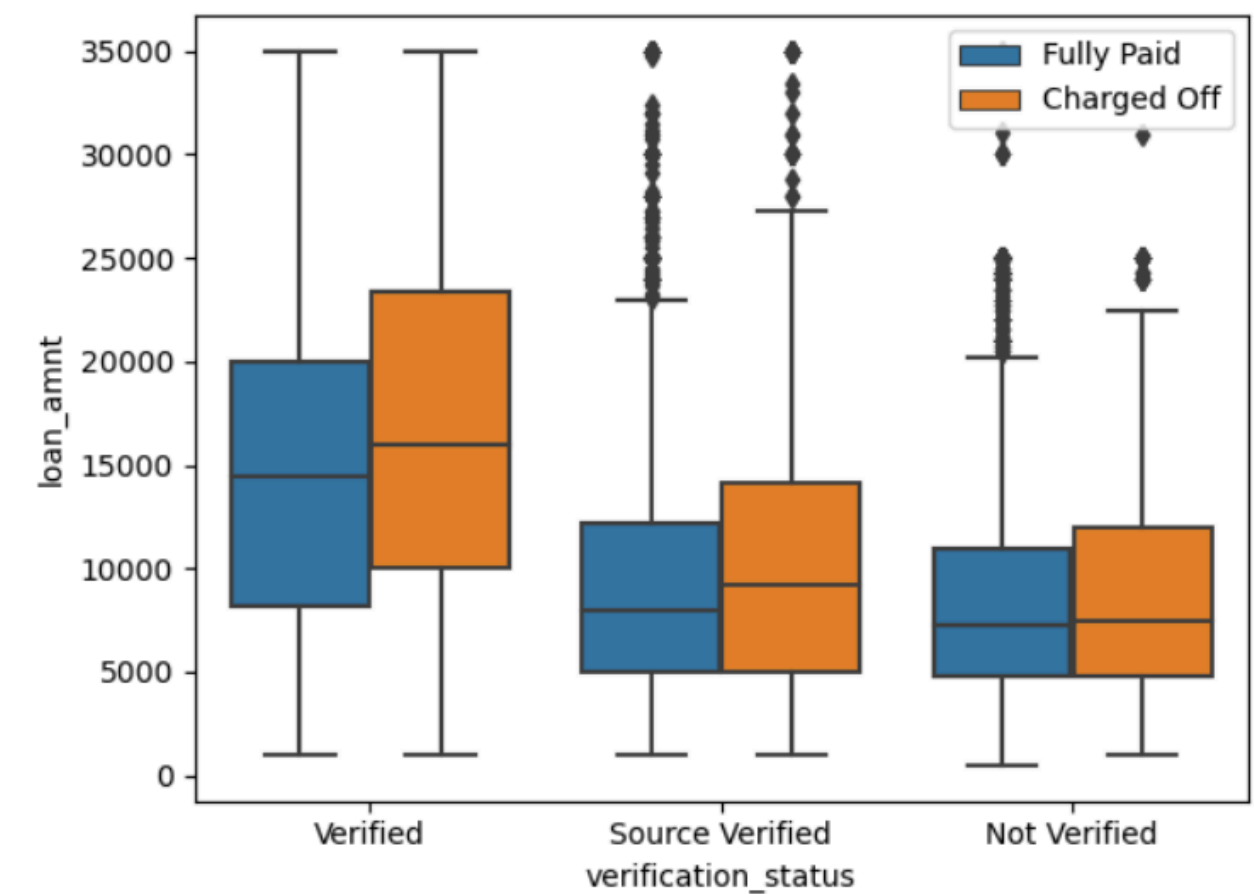 35000
30000
25000
20000
15000
10000
5000
0
loan_amnt
Fully Paid
Charged Off
Verified
Source Verified
Not Verified
verification_status